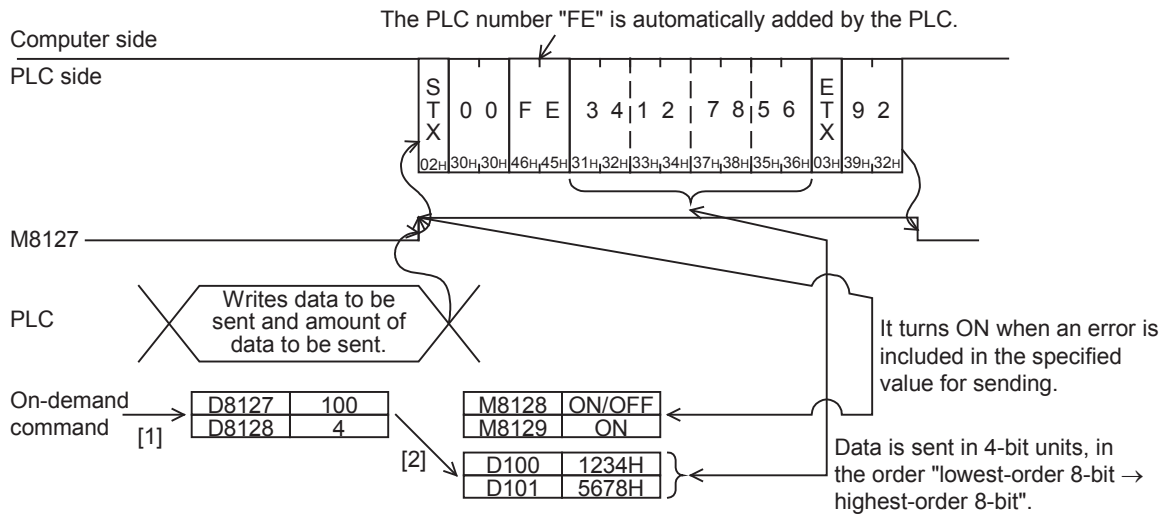 The PLC number "FE" is automatically added by the PLC.
Computer side
PLC side
STX 0 0 F E 3 4 1 2 7 8 5 6 ETX 9 2
02H 30H 30H 46H 45H 31H 32H 33H 34H 37H 38H 35H 36H 03H 39H 32H
M8127
PLC
Writes data to be
sent and amount of
data to be sent.
It turns ON when an error is
included in the specified
value for sending.
On-demand
command
[1]
D8127 100
D8128 4
[2]
M8128 ON/OFF
M8129 ON
D100 1234H
D101 5678H
Data is sent in 4-bit units, in
the order "lowest-order 8-bit →
highest-order 8-bit".